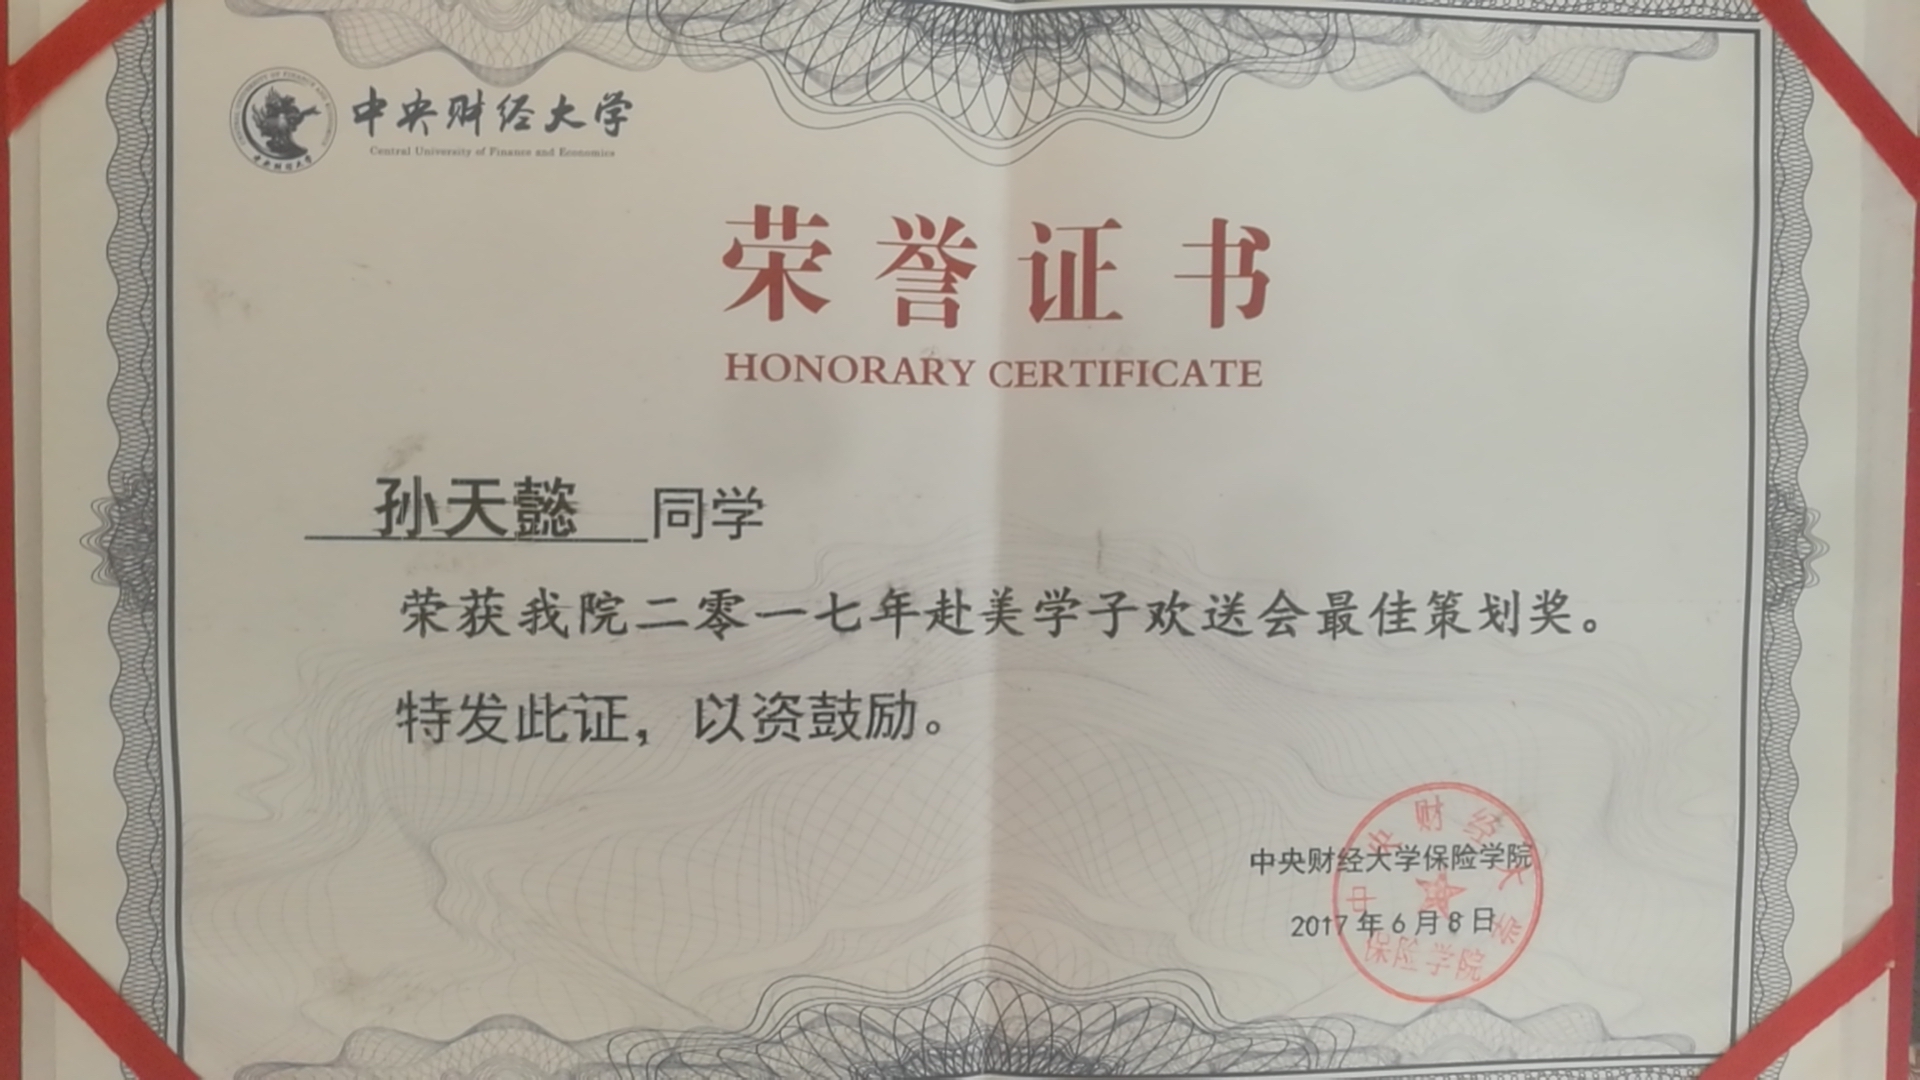 中央财经大学
Central University of Finance and Economics
荣誉证书
HONORARY CERTIFICATE
孙天懿 同学
荣获我院二零一七年赴美学子欢送会最佳策划奖。
特发此证，以资鼓励。
中央财经大学保险学院
2017年6月8日
中央财经大学
保险学院